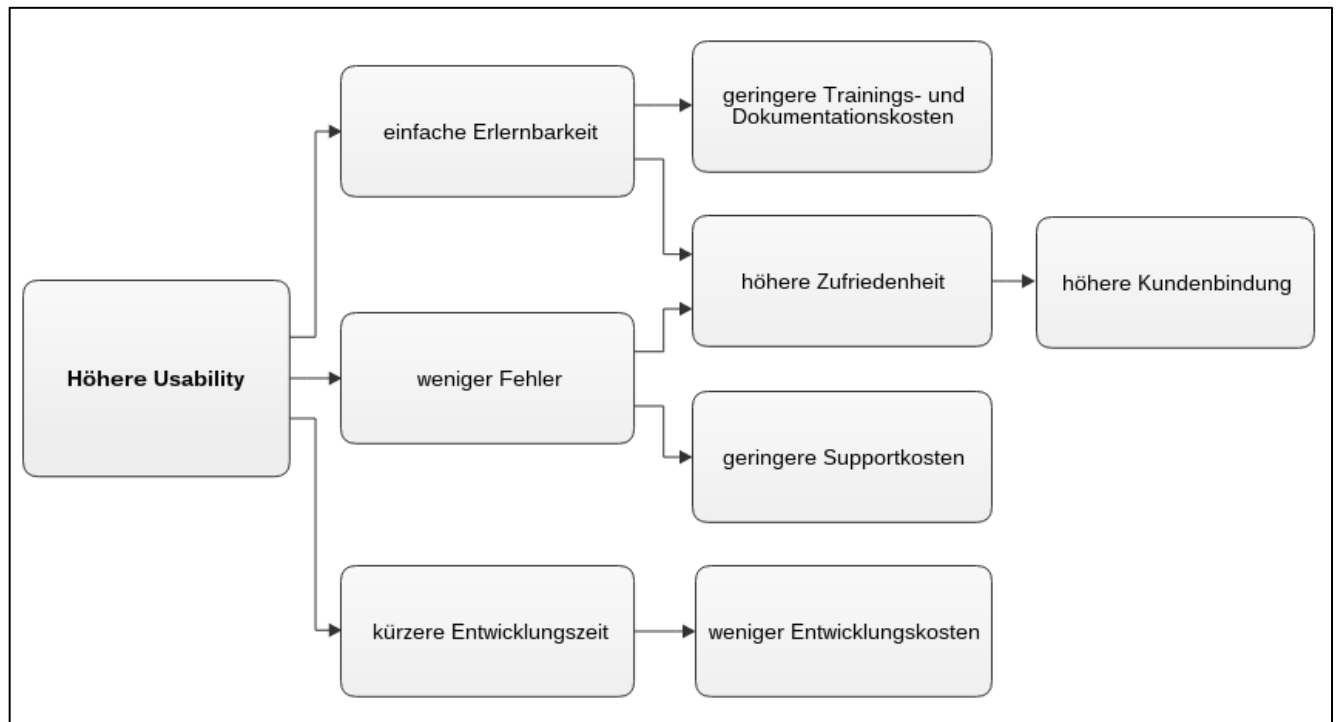 einfache Erlernbarkeit
geringere Trainings- und
Dokumentationskosten
höhere Zufriedenheit
höhere Kundenbindung
Höhere Usability
weniger Fehler
geringere Supportkosten
kürzere Entwicklungszeit
weniger Entwicklungskosten